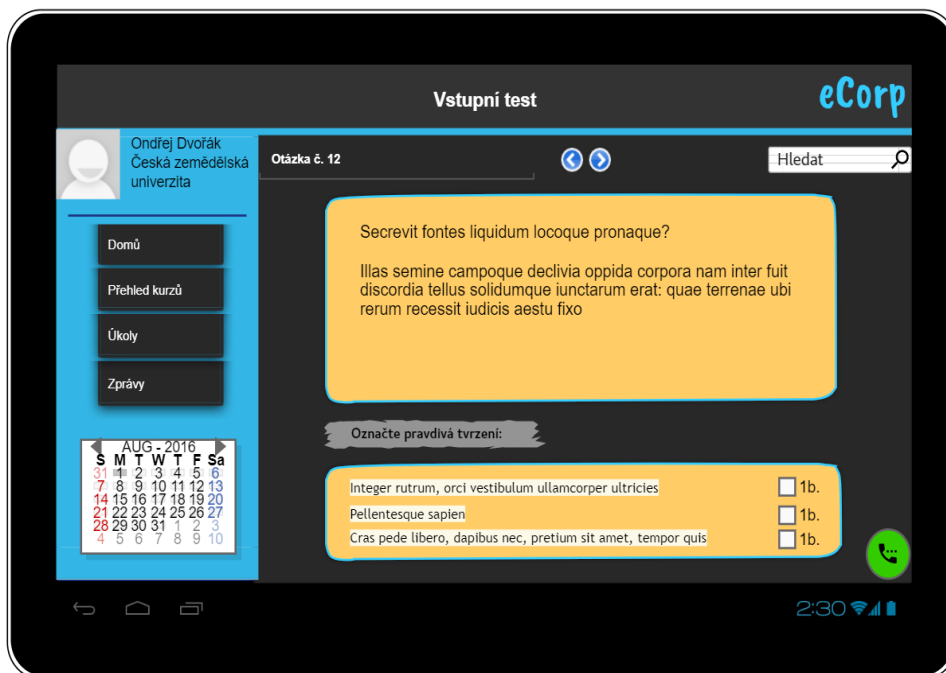 Vstupní test
eCorp
Ondřej Dvořák
Česká zemědělská
univerzita
Otázka č. 12
Hledat
Domů
Přehled kurzů
Úkoly
Zprávy
Secrevit fontes liquidum locoque pronaque?
Illas semine campoque declivia oppida corpora nam inter fuit
discordia tellus solidumque iunctarum erat: quae terrenae ubi
rerum recessit iudicis aestu fixo
AUG - 2016
S M T W T F Sa
31 1 2 3 4 5 6
7 8 9 10 11 12 13
14 15 16 17 18 19 20
21 22 23 24 25 26 27
28 29 30 31 1 2 3
4 5 6 7 8 9 10
Označte pravdivá tvrzení:
Integer rutrum, orci vestibulum ullamcorper ultricies 1b.
Pellentesque sapien 1b.
Cras pede libero, dapibus nec, pretium sit amet, tempor quis 1b.
2:30